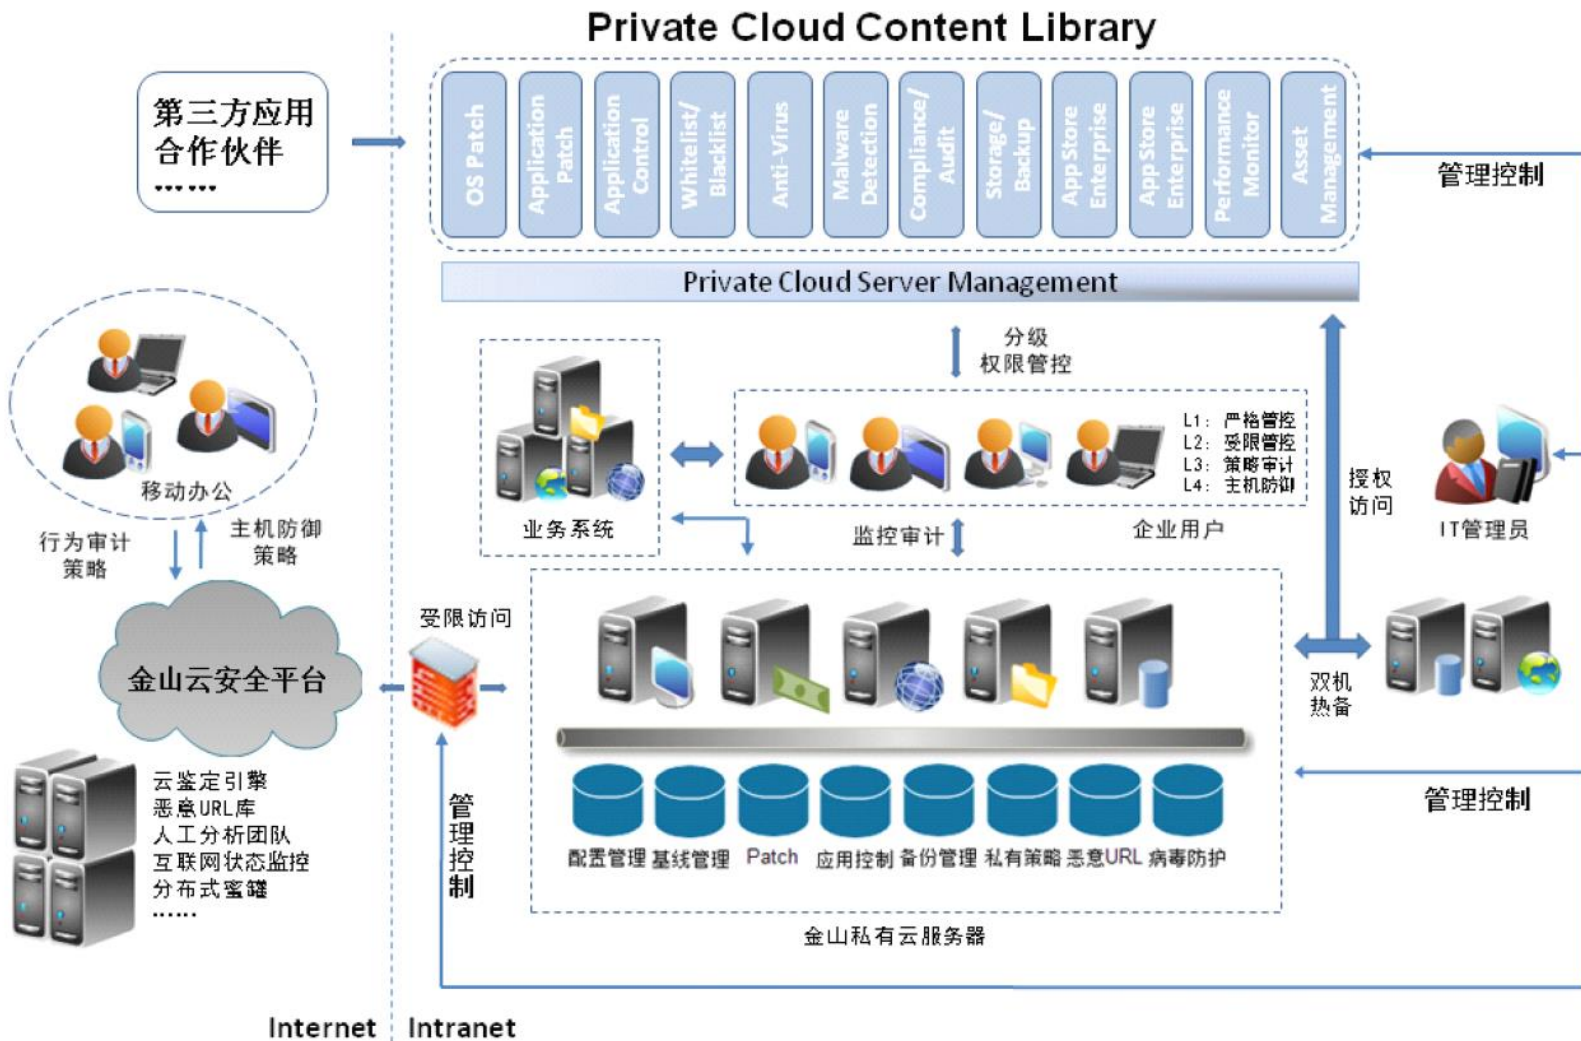 Private Cloud Content Library
第三方应用
合作伙伴
……
OS Patch
Application
Patch
Application
Control
Whitelist/
Blacklist
Anti-Virus
Malware
Detection
Compliance/
Audit
Storage/
Backup
App Store
Enterprise
App Store
Enterprise
Performance
Monitor
Asset
Management
管理控制
Private Cloud Server Management
分级
权限管控
L1： 严格管控
L2： 受限管控
L3： 策略审计
L4： 主机防御
移动办公
业务系统
监控审计
企业用户
授权
访问
IT管理员
行为审计
策略
主机防御
策略
受限访问
金山云安全平台
双机
热备
云鉴定引擎
恶意URL库
人工分析团队
互联网状态监控
分布式蜜罐
……
管理控制
管理控制
配置管理
基线管理
Patch
应用控制
备份管理
私有策略
恶意URL
病毒防护
金山私有云服务器
Internet
Intranet